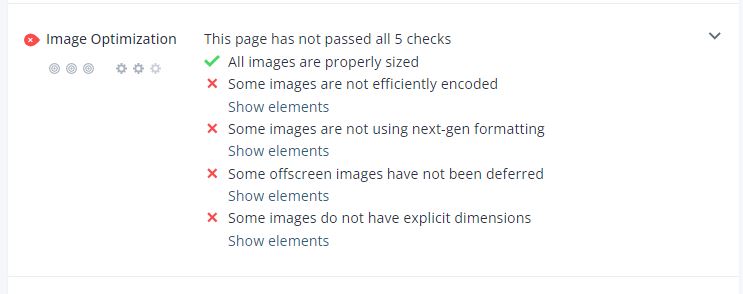 Image Optimization
This page has not passed all 5 checks
All images are properly sized
Some images are not efficiently encoded
Show elements
Some images are not using next-gen formatting
Show elements
Some offscreen images have not been deferred
Show elements
Some images do not have explicit dimensions
Show elements